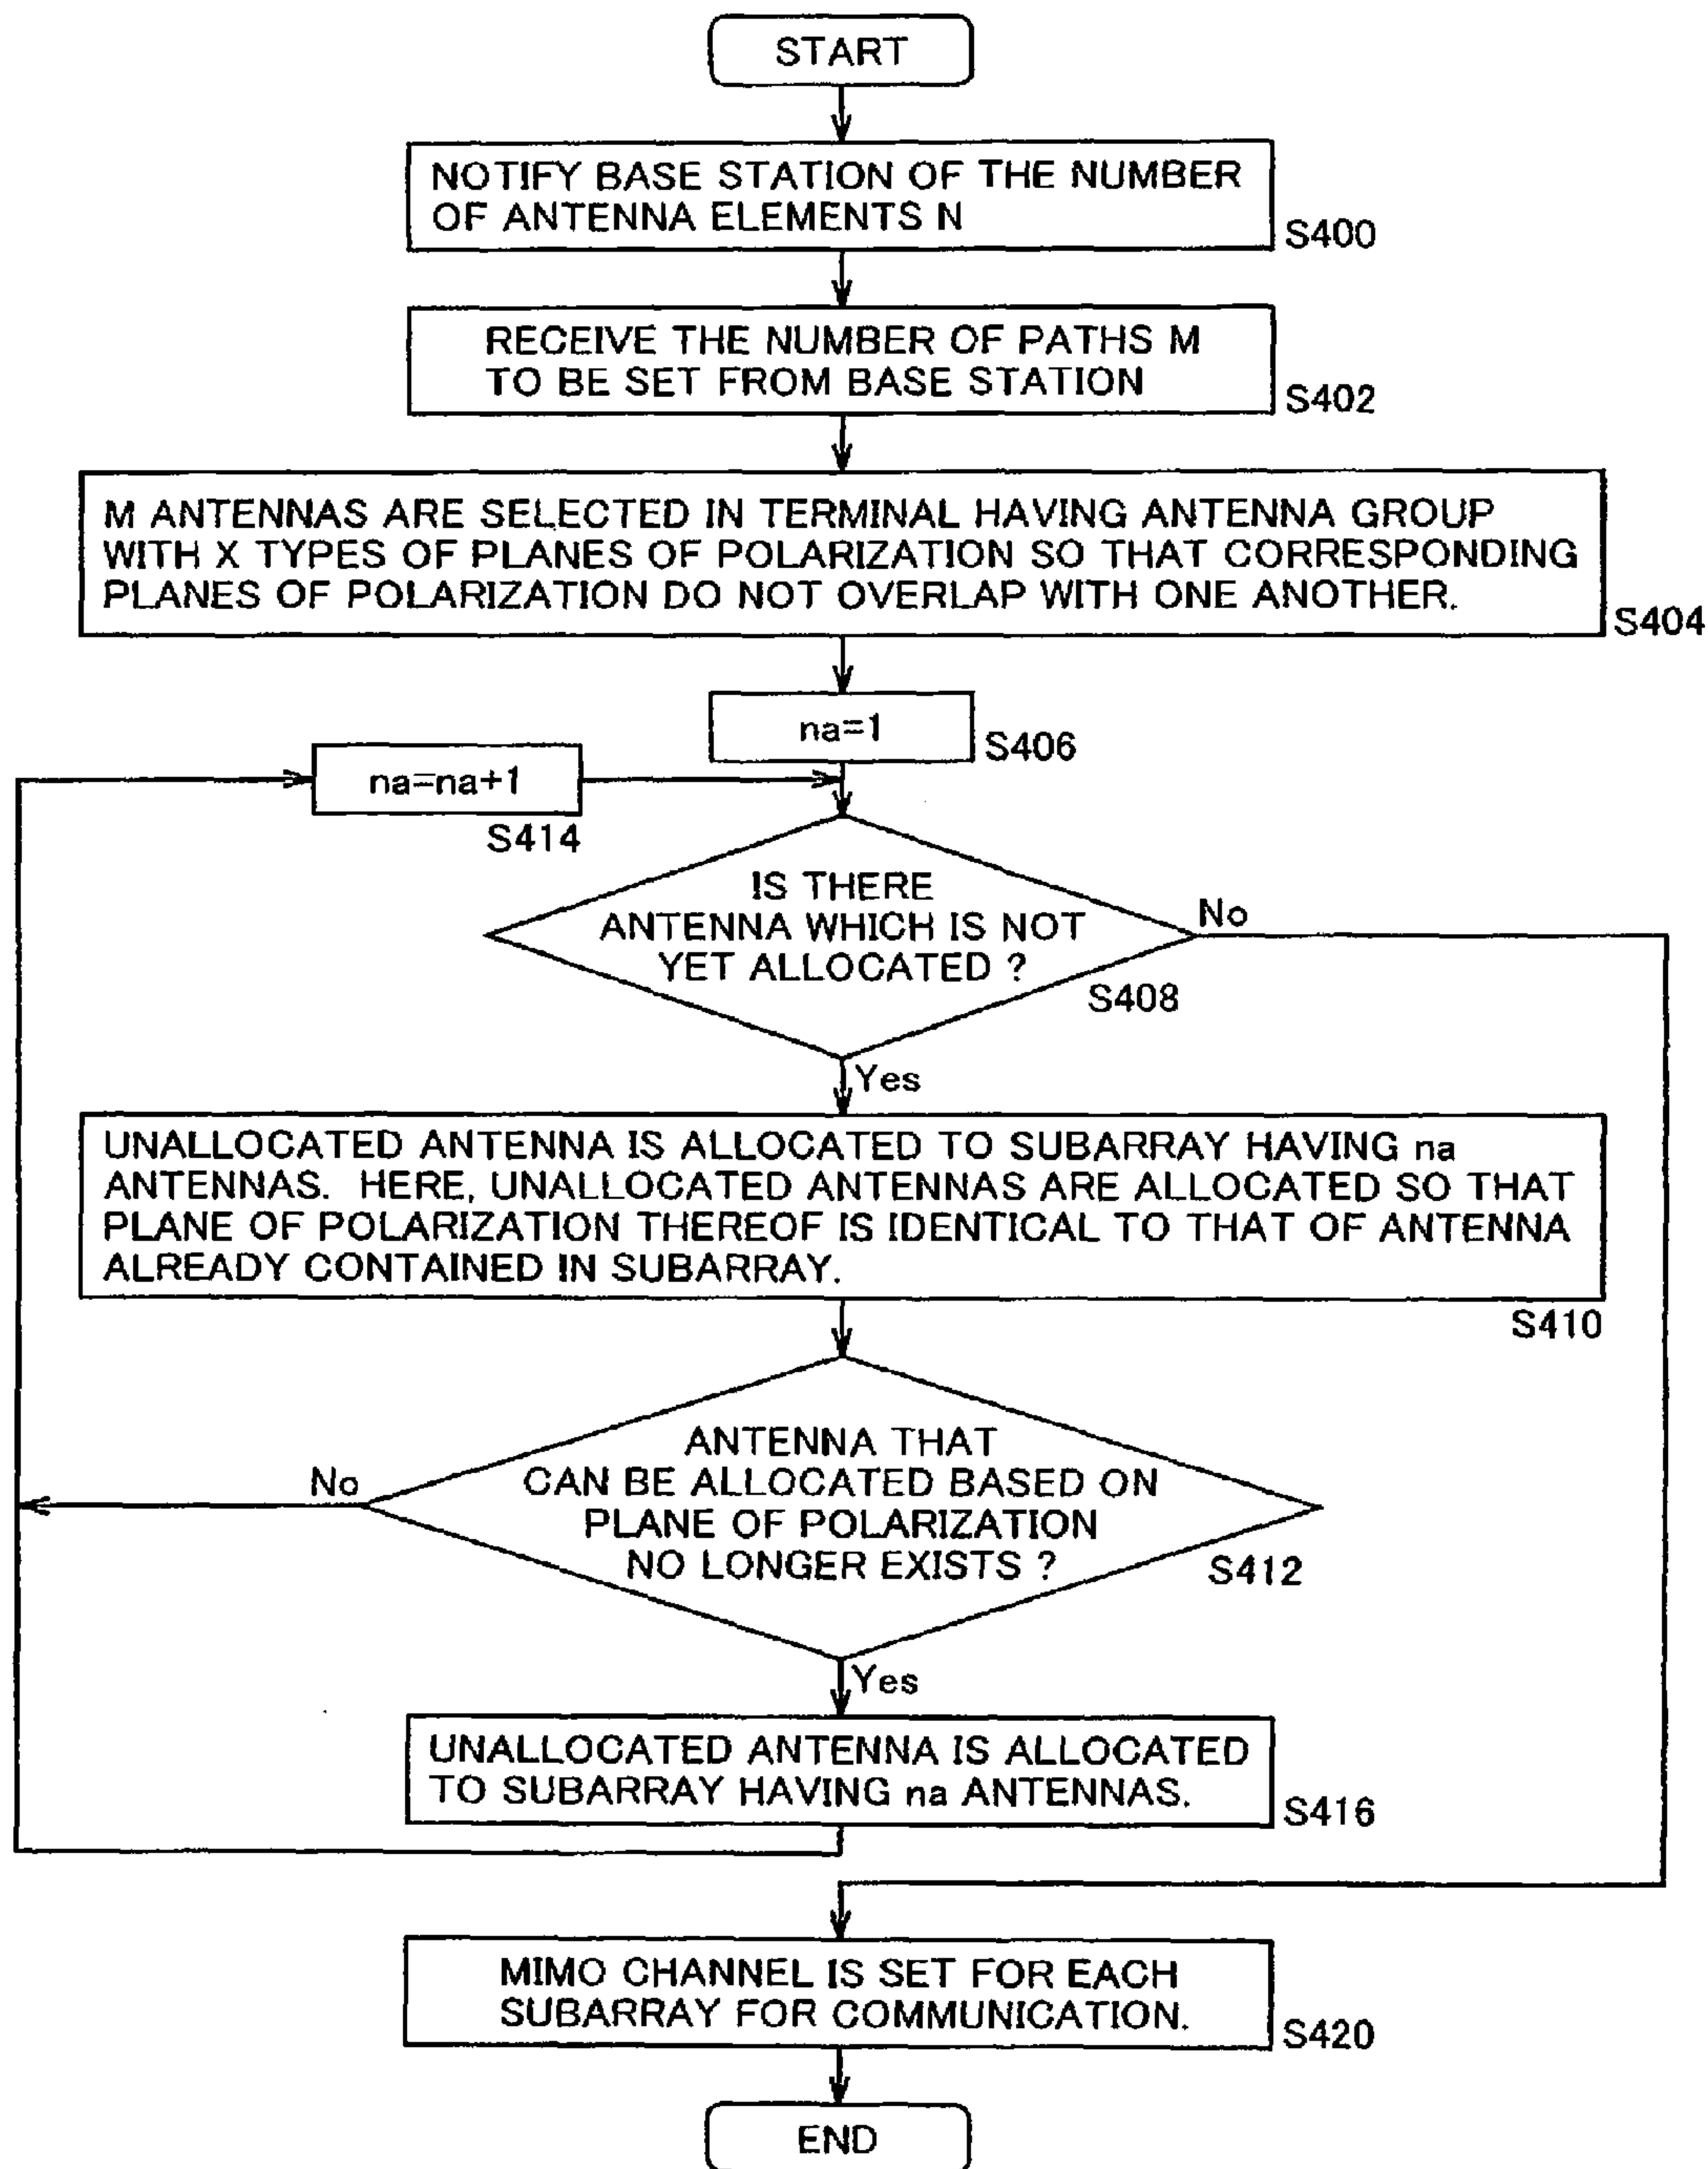 START
NOTIFY BASE STATION OF THE NUMBER
OF ANTENNA ELEMENTS N
S400
RECEIVE THE NUMBER OF PATHS M
TO BE SET FROM BASE STATION
S402
M ANTENNAS ARE SELECTED IN TERMINAL HAVING ANTENNA GROUP
WITH X TYPES OF PLANES OF POLARIZATION SO THAT CORRESPONDING
PLANES OF POLARIZATION DO NOT OVERLAP WITH ONE ANOTHER.
S404
na=1
S406
na=na+1
S414
IS THERE
ANTENNA WHICH IS NOT
YET ALLOCATED ?
S408
No
Yes
UNALLOCATED ANTENNA IS ALLOCATED TO SUBARRAY HAVING na
ANTENNAS. HERE, UNALLOCATED ANTENNAS ARE ALLOCATED SO THAT
PLANE OF POLARIZATION THEREOF IS IDENTICAL TO THAT OF ANTENNA
ALREADY CONTAINED IN SUBARRAY.
S410
ANTENNA THAT
CAN BE ALLOCATED BASED ON
PLANE OF POLARIZATION
NO LONGER EXISTS ?
S412
No
Yes
UNALLOCATED ANTENNA IS ALLOCATED
TO SUBARRAY HAVING na ANTENNAS.
S416
MIMO CHANNEL IS SET FOR EACH
SUBARRAY FOR COMMUNICATION.
S420
END